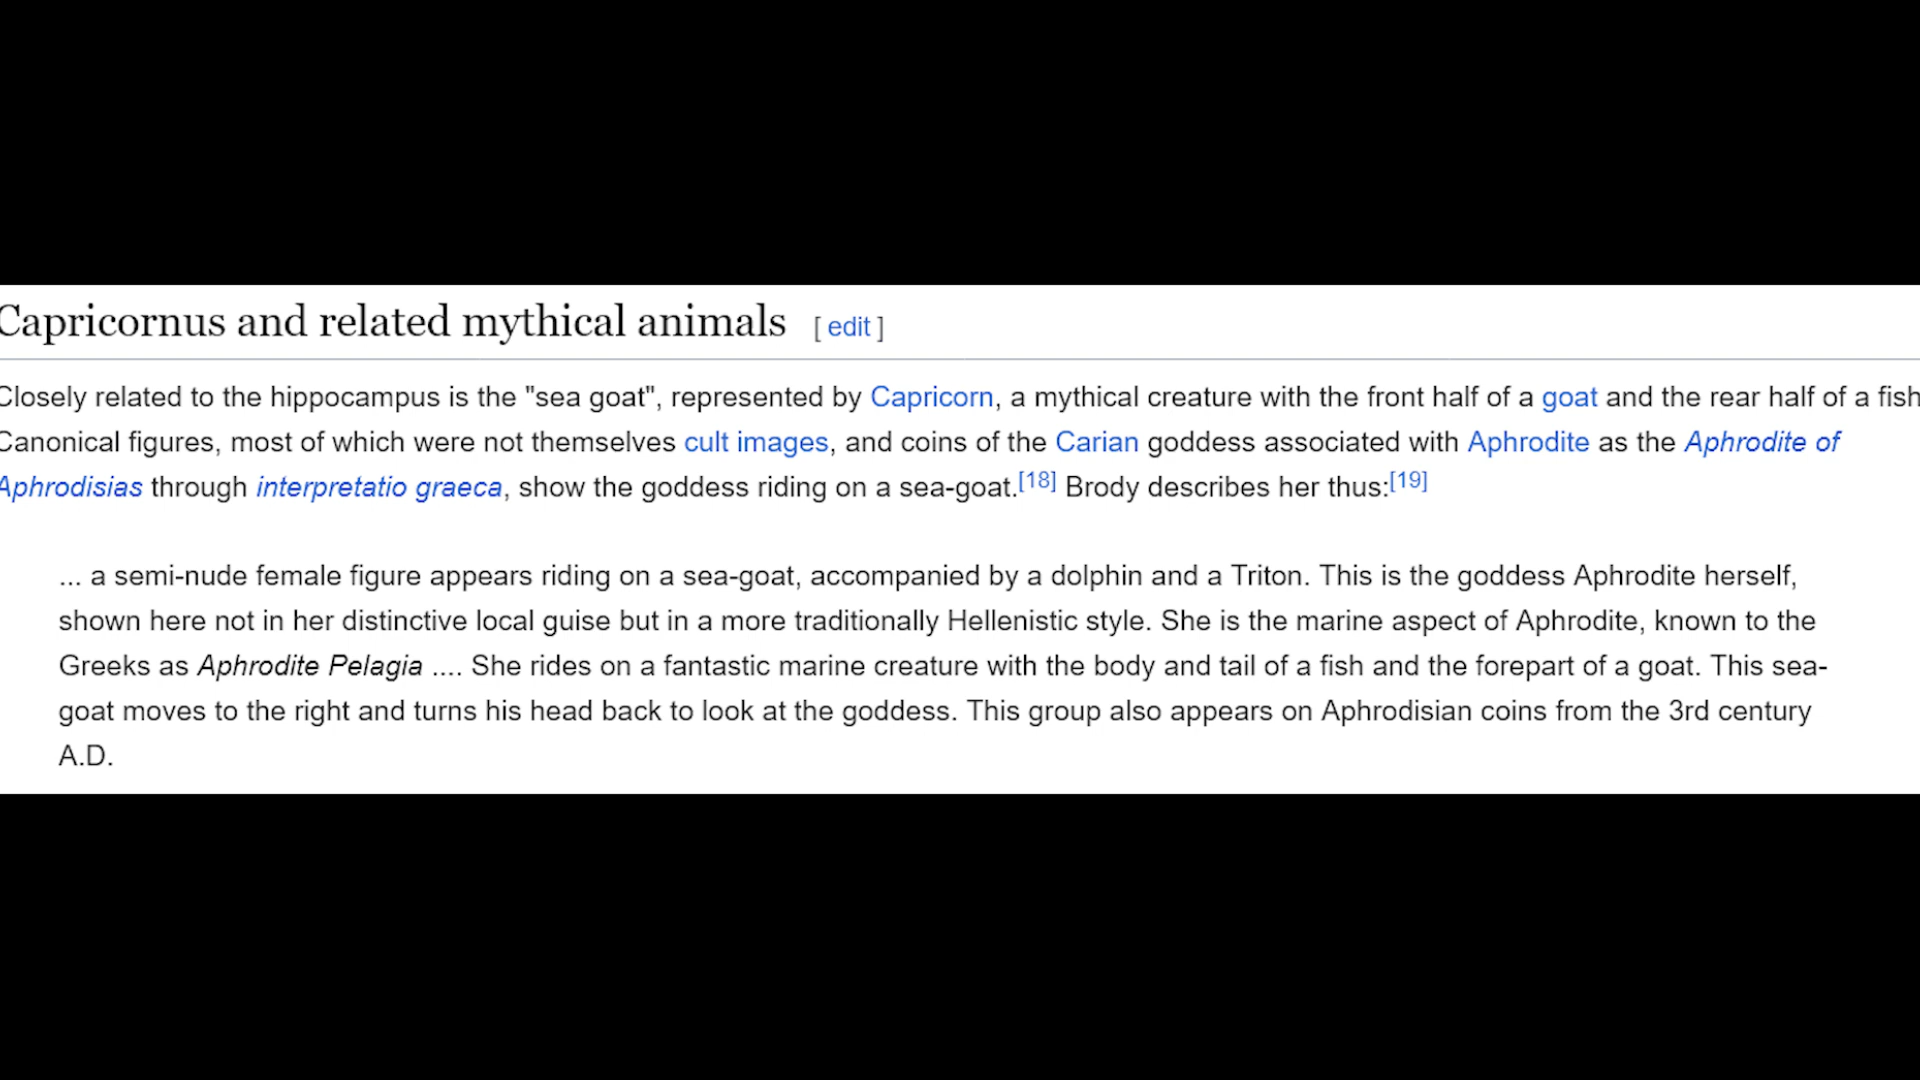 Capricornus and related mythical animals [ edit ]
Closely related to the hippocampus is the "sea goat", represented by Capricorn, a mythical creature with the front half of a goat and the rear half of a fish
Canonical figures, most of which were not themselves cult images, and coins of the Carian goddess associated with Aphrodite as the Aphrodite of
Aphrodisias through interpretatio graeca, show the goddess riding on a sea-goat.[18] Brody describes her thus:[19]
... a semi-nude female figure appears riding on a sea-goat, accompanied by a dolphin and a Triton. This is the goddess Aphrodite herself,
shown here not in her distinctive local guise but in a more traditionally Hellenistic style. She is the marine aspect of Aphrodite, known to the
Greeks as Aphrodite Pelagia .... She rides on a fantastic marine creature with the body and tail of a fish and the forepart of a goat. This sea-
goat moves to the right and turns his head back to look at the goddess. This group also appears on Aphrodisian coins from the 3rd century
A.D.